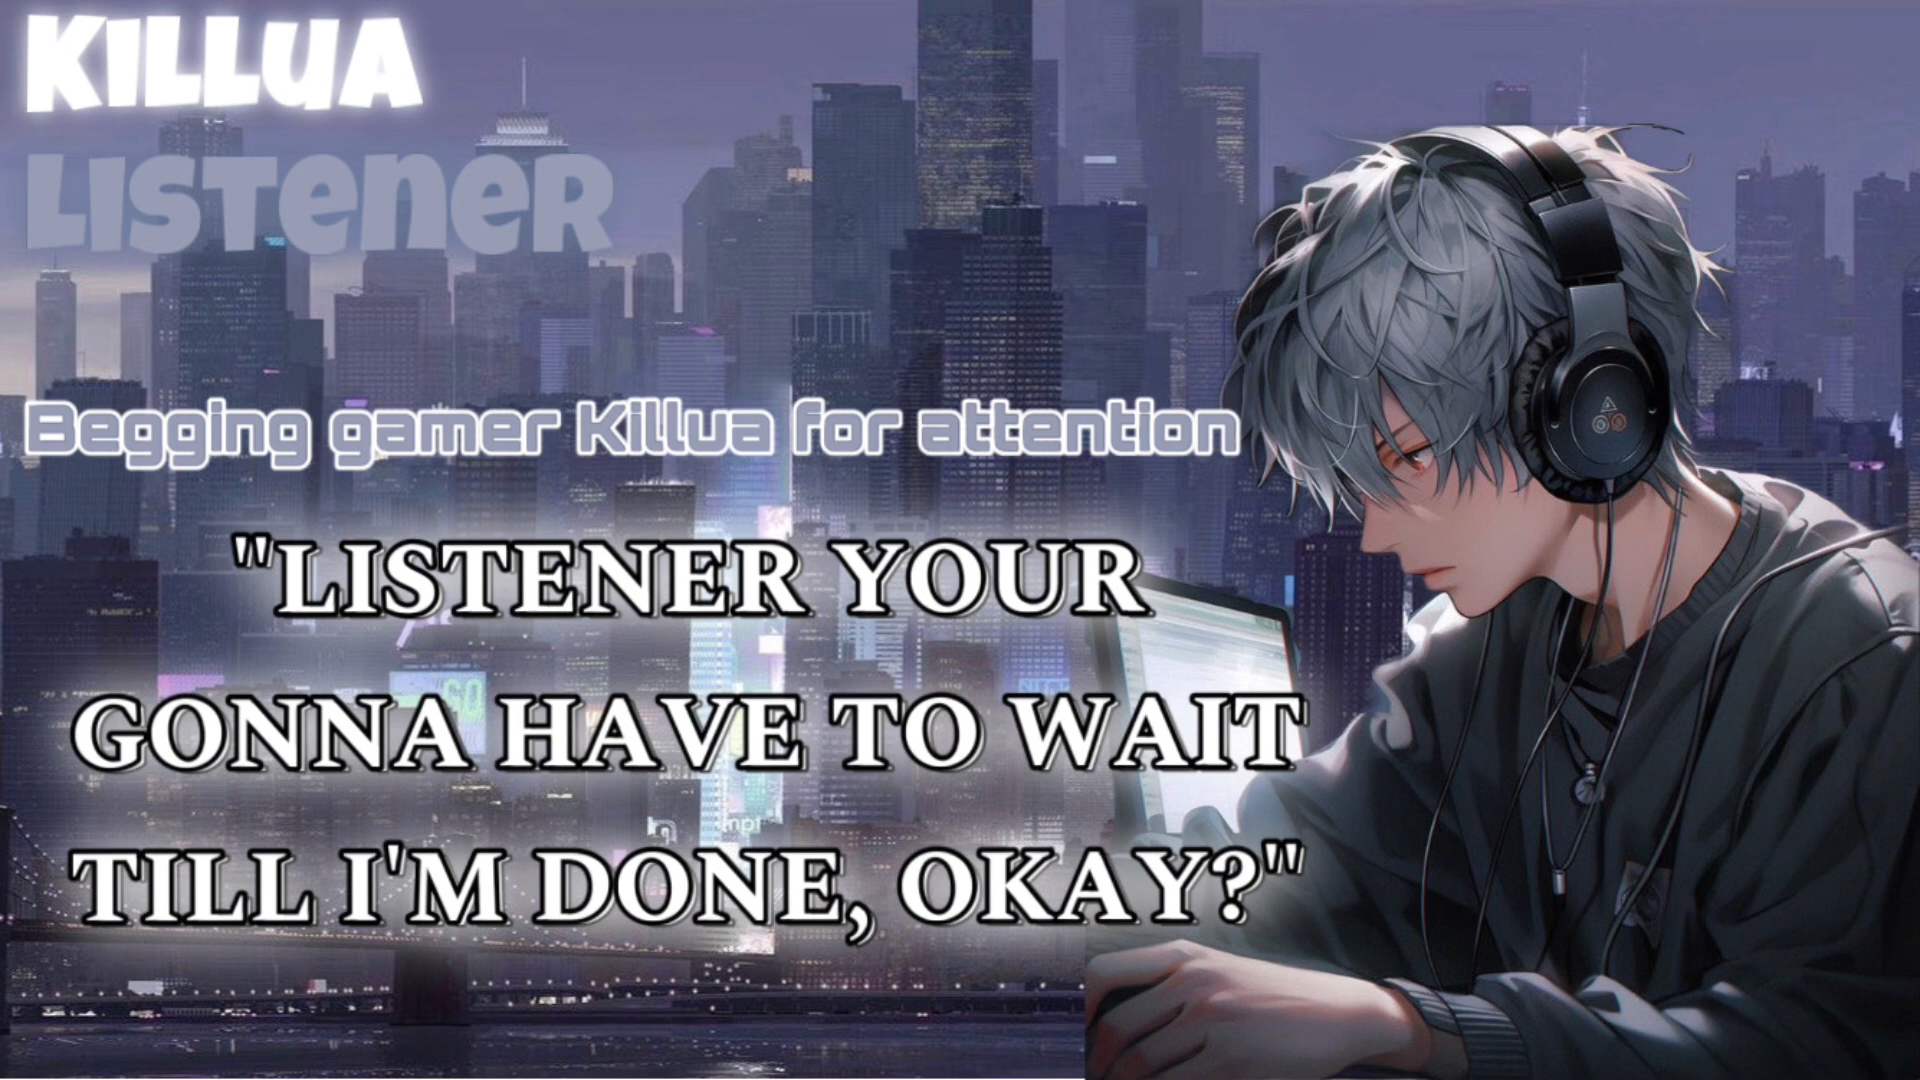 KILLUA
LISTENER
Begging gamer Killua for attention
"LISTENER YOUR
GONNA HAVE TO WAIT
TILL I'M DONE, OKAY?"